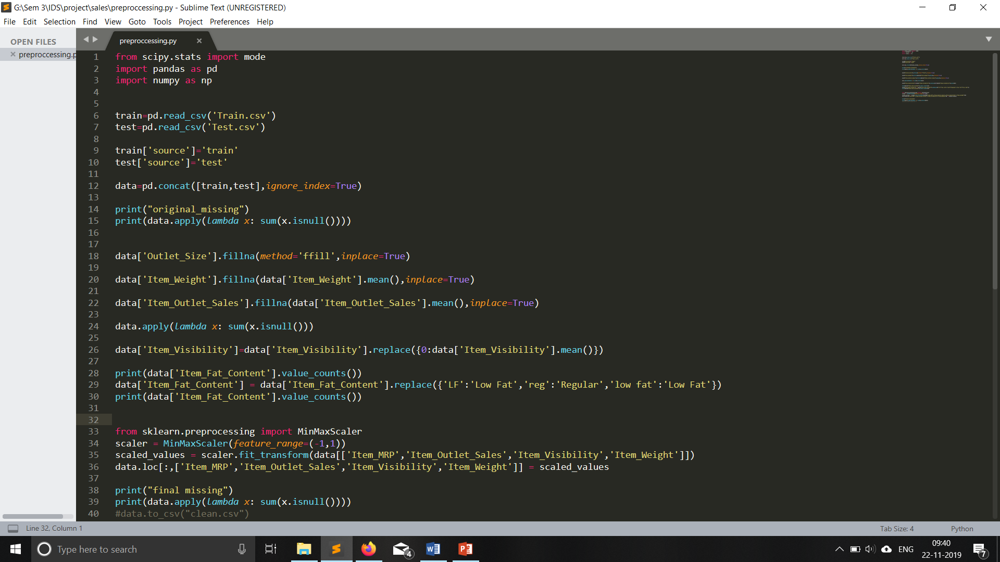 G:\Sem 3\IDS\project\sales\preproccessing.py - Sublime Text (UNREGISTERED)
File Edit Selection Find View Goto Tools Project Preferences Help
OPEN FILES
preproccessing.p
preproccessing.py
1 from scipy.stats import mode
2 import pandas as pd
3 import numpy as np
4
5
6 train=pd.read_csv('Train.csv')
7 test=pd.read_csv('Test.csv')
8
9 train['source']='train'
10 test['source']='test'
11
12 data=pd.concat([train,test],ignore_index=True)
13
14 print("original_missing")
15 print(data.apply(lambda x: sum(x.isnull())))
16
17
18 data['Outlet_Size'].fillna(method='ffill',inplace=True)
19
20 data['Item_Weight'].fillna(data['Item_Weight'].mean(),inplace=True)
21
22 data['Item_Outlet_Sales'].fillna(data['Item_Outlet_Sales'].mean(),inplace=True)
23
24 data.apply(lambda x: sum(x.isnull()))
25
26 data['Item_Visibility']=data['Item_Visibility'].replace({0:data['Item_Visibility'].mean()})
27
28 print(data['Item_Fat_Content'].value_counts())
29 data['Item_Fat_Content'] = data['Item_Fat_Content'].replace({'LF':'Low Fat','reg':'Regular','low fat':'Low Fat'})
30 print(data['Item_Fat_Content'].value_counts())
31
32
33 from sklearn.preprocessing import MinMaxScaler
34 scaler = MinMaxScaler(feature_range=(-1,1))
35 scaled_values = scaler.fit_transform(data[['Item_MRP','Item_Outlet_Sales','Item_Visibility','Item_Weight']])
36 data.loc[:,['Item_MRP','Item_Outlet_Sales','Item_Visibility','Item_Weight']] = scaled_values
37
38 print("final missing")
39 print(data.apply(lambda x: sum(x.isnull())))
40 #data.to_csv("clean.csv")
Line 32, Column 1
Tab Size: 4
Python
Type here to search
4
ENG
09:40
22-11-2019
7